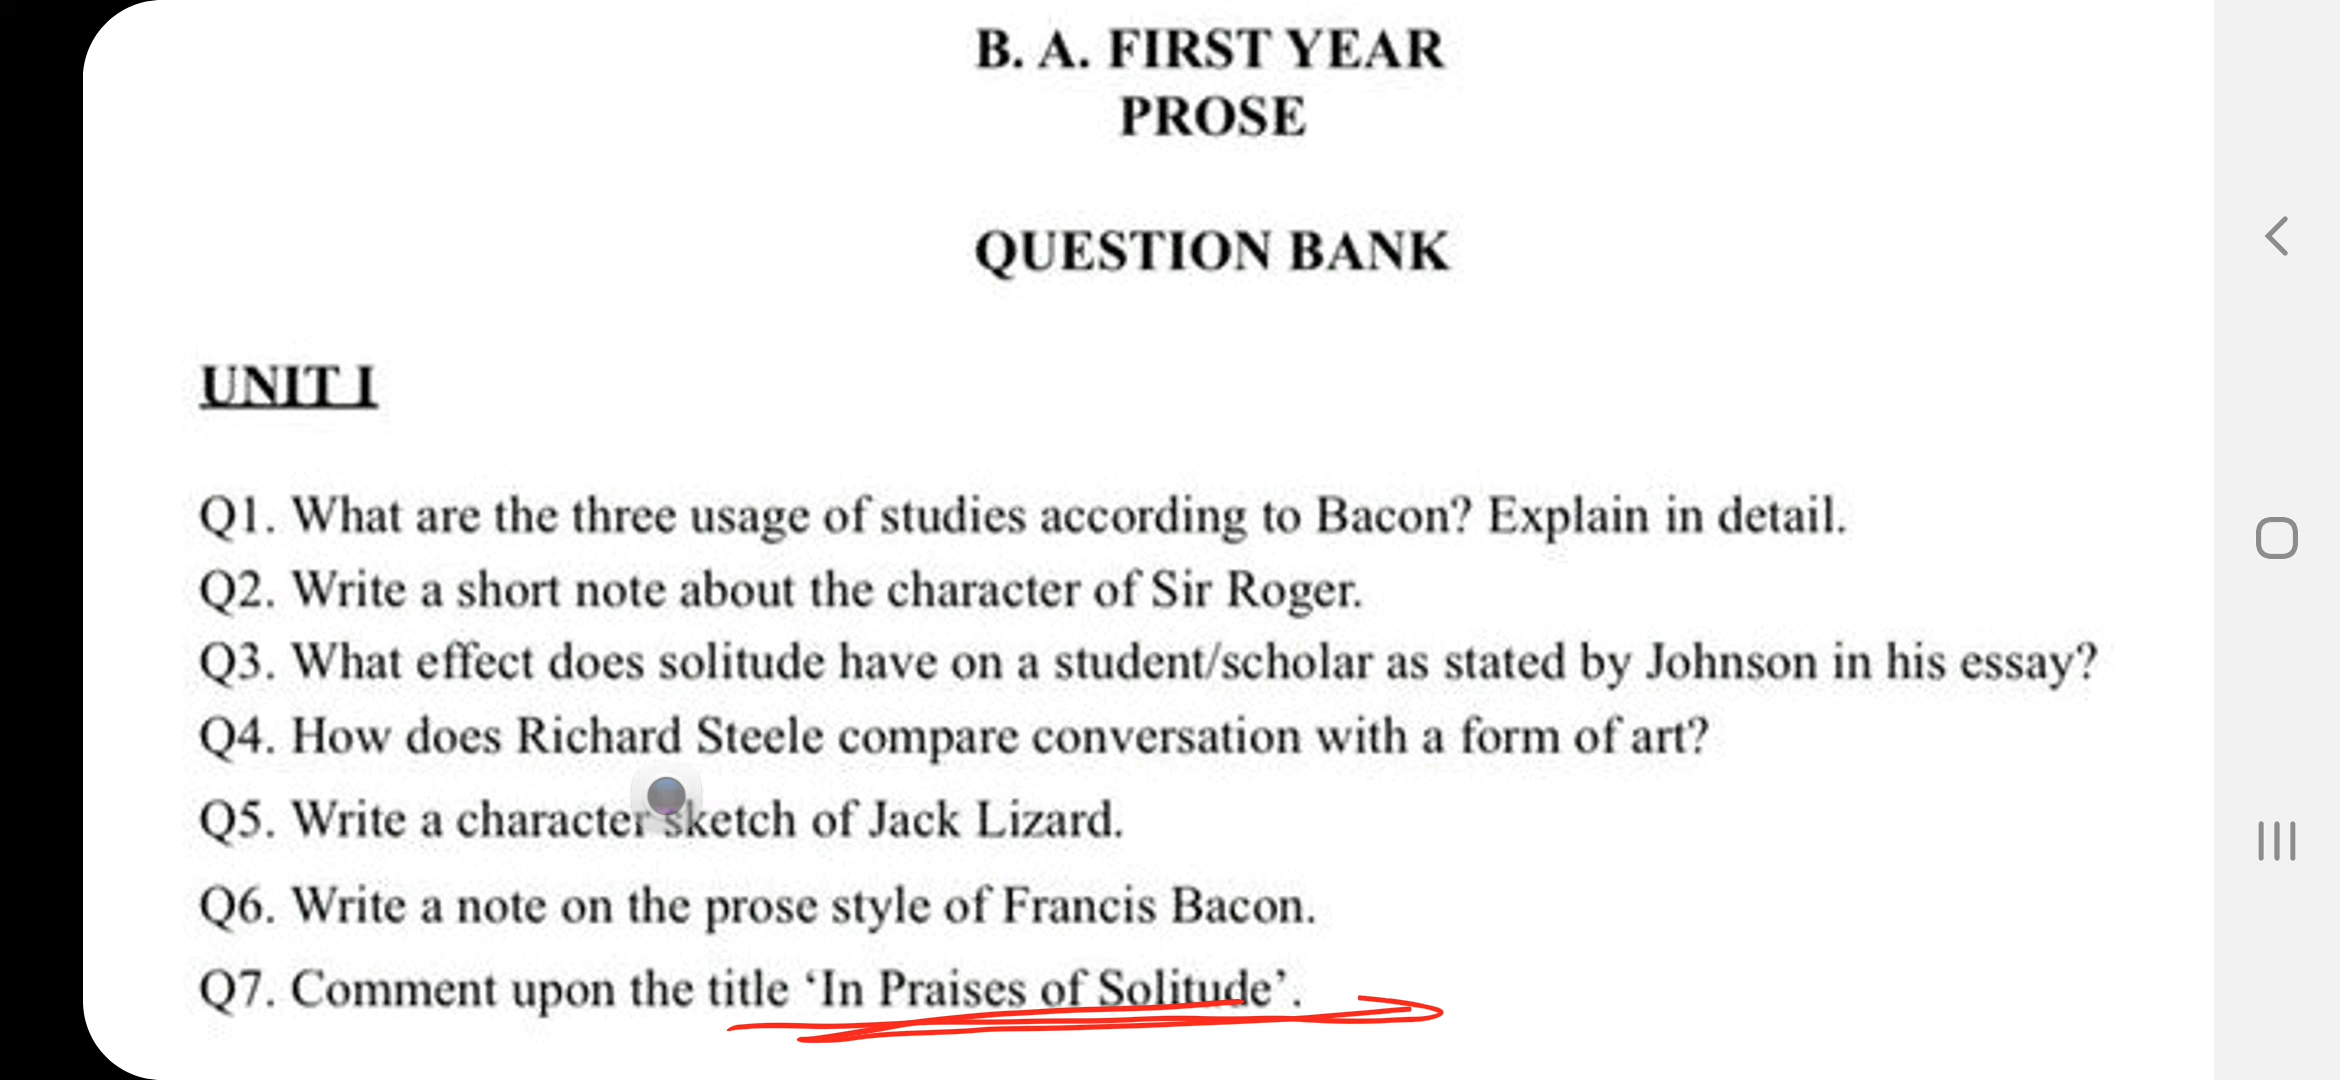 B. A. FIRST YEAR
PROSE
QUESTION BANK
UNIT I
Q1. What are the three usage of studies according to Bacon? Explain in detail.
Q2. Write a short note about the character of Sir Roger.
Q3. What effect does solitude have on a student/scholar as stated by Johnson in his essay?
Q4. How does Richard Steele compare conversation with a form of art?
Q5. Write a character sketch of Jack Lizard.
Q6. Write a note on the prose style of Francis Bacon.
Q7. Comment upon the title ‘In Praises of Solitude’.